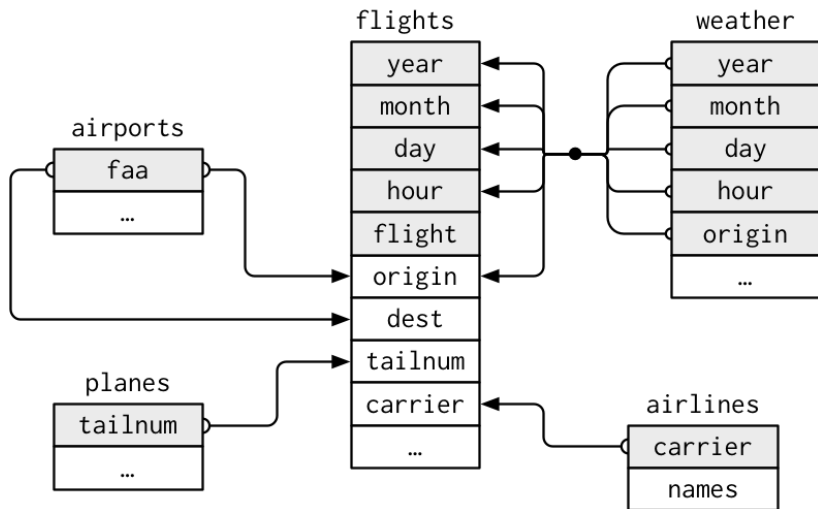 flights
year
month
day
hour
flight
origin
dest
tailnum
carrier
…
weather
year
month
day
hour
origin
…
airports
faa
…
planes
tailnum
…
airlines
carrier
names